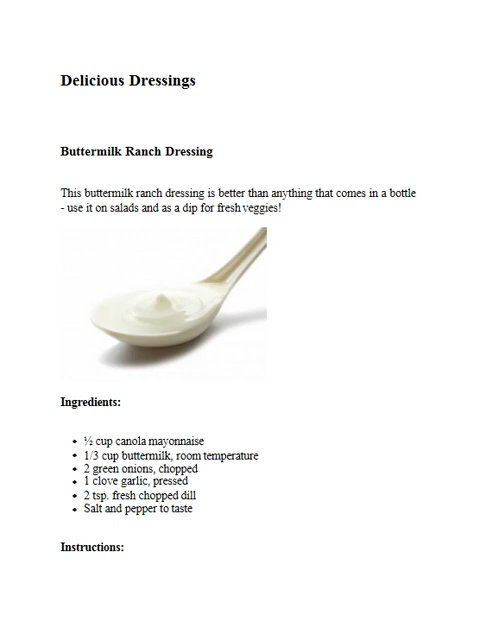 Delicious Dressings
Buttermilk Ranch Dressing
This buttermilk ranch dressing is better than anything that comes in a bottle
- use it on salads and as a dip for fresh veggies!
Ingredients:
• ½ cup canola mayonnaise
• 1/3 cup buttermilk, room temperature
• 2 green onions, chopped
• 1 clove garlic, pressed
• 2 tsp. fresh chopped dill
• Salt and pepper to taste
Instructions: